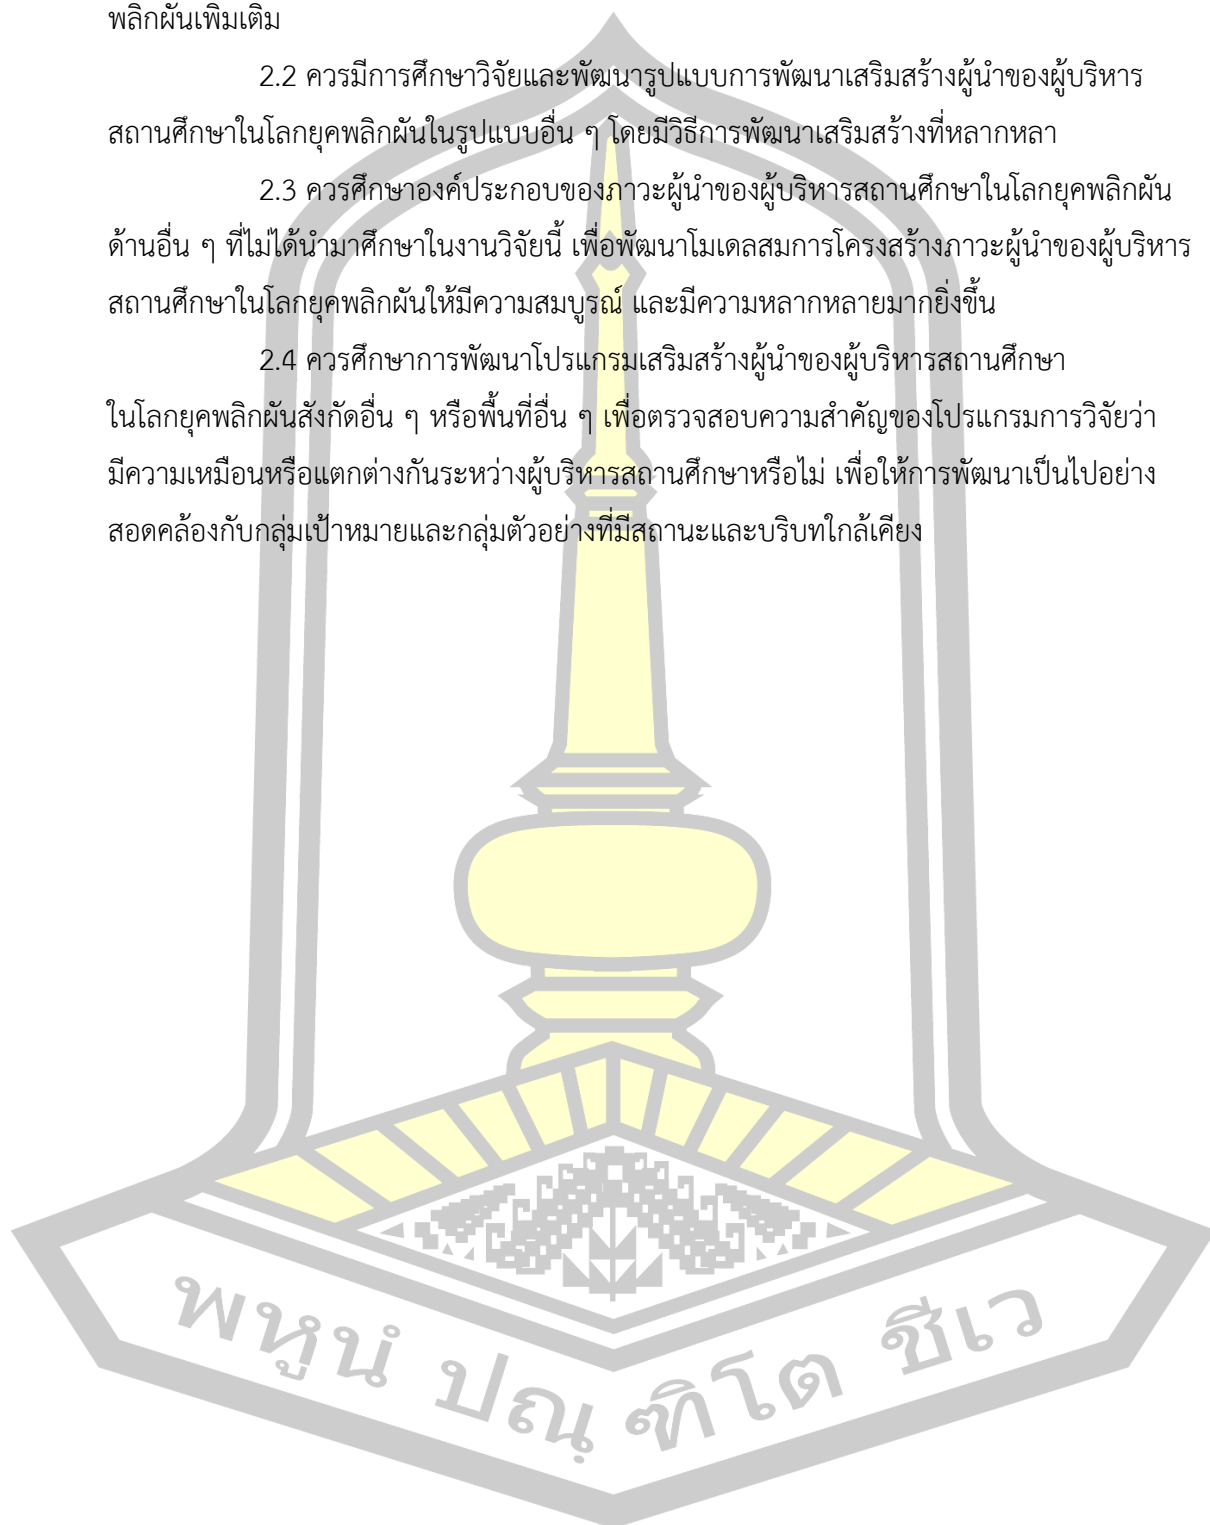 พลิกผันเพิ่มเติม
2.2 ควรมีการศึกษาวิจัยและพัฒนารูปแบบการพัฒนาเสริมสร้างผู้นำของผู้บริหาร
สถานศึกษาในโลกยุคพลิกผันในรูปแบบอื่น ๆ โดยมีวิธีการพัฒนาเสริมสร้างที่หลากหลา
2.3 ควรศึกษาองค์ประกอบของภาวะผู้นำของผู้บริหารสถานศึกษาในโลกยุคพลิกผัน
ด้านอื่น ๆ ที่ไม่ได้นำมาศึกษาในงานวิจัยนี้ เพื่อพัฒนาโมเดลสมการโครงสร้างภาวะผู้นำของผู้บริหาร
สถานศึกษาในโลกยุคพลิกผันให้มีความสมบูรณ์ และมีความหลากหลายมากยิ่งขึ้น
2.4 ควรศึกษาการพัฒนาโปรแกรมเสริมสร้างผู้นำของผู้บริหารสถานศึกษา
ในโลกยุคพลิกผันสังกัดอื่น ๆ หรือพื้นที่อื่น ๆ เพื่อตรวจสอบความสำคัญของโปรแกรมการวิจัยว่า
มีความเหมือนหรือแตกต่างกันระหว่างผู้บริหารสถานศึกษาหรือไม่ เพื่อให้การพัฒนาเป็นไปอย่าง
สอดคล้องกับกลุ่มเป้าหมายและกลุ่มตัวอย่างที่มีสถานะและบริบทใกล้เคียง
พหูนํ ปณฺ ฑิโต ชีเว